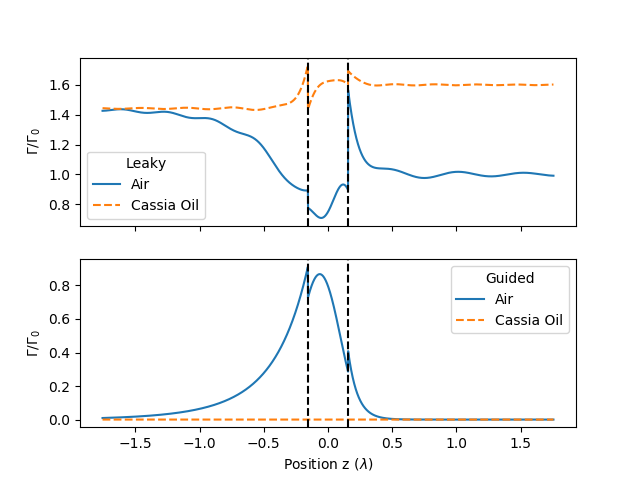 1.6
1.4
1.2
1.0
0.8
Γ/Γ₀
Leaky
Air
Cassia Oil
0.8
0.6
0.4
0.2
0.0
Γ/Γ₀
Guided
Air
Cassia Oil
−1.5 −1.0 −0.5 0.0 0.5 1.0 1.5
Position z (λ)